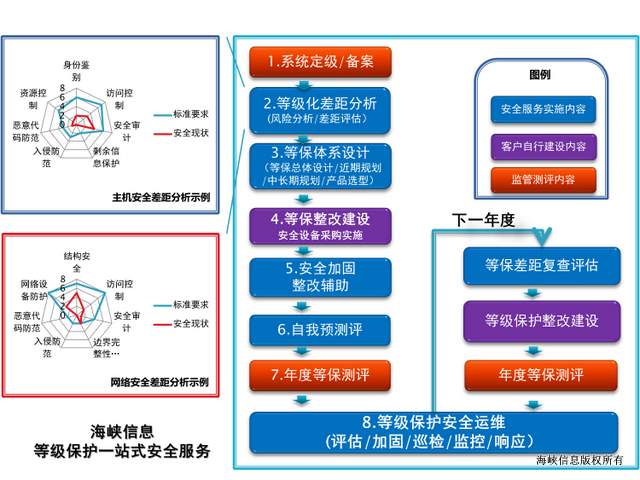 身份鉴
别
资源控
制
8
6
4
2
0
访问控
制
恶意代
码防范
安全审
计
入侵防
范
剩余信
息保护
标准要求
安全现状
主机安全差距分析示例
结构安
全
网络设
备防护
8
6
4
2
0
访问控
制
恶意代
码防范
安全审
计
入侵防
范
边界完
整性…
标准要求
安全现状
网络安全差距分析示例
海峡信息
等级保护一站式安全服务
1.系统定级/备案
2.等级化差距分析
(风险分析/差距评估)
3.等保体系设计
(等保总体设计/近期规划
/中长期规划/产品选型)
4.等保整改建设
安全设备采购实施
5.安全加固
整改辅助
6.自我预测评
7.年度等保测评
8.等级保护安全运维
(评估/加固/巡检/监控/响应)
图例
安全服务实施内容
客户自行建设内容
监管测评内容
下一年度
等保差距复查评估
等级保护整改建设
年度等保测评
海峡信息版权所有